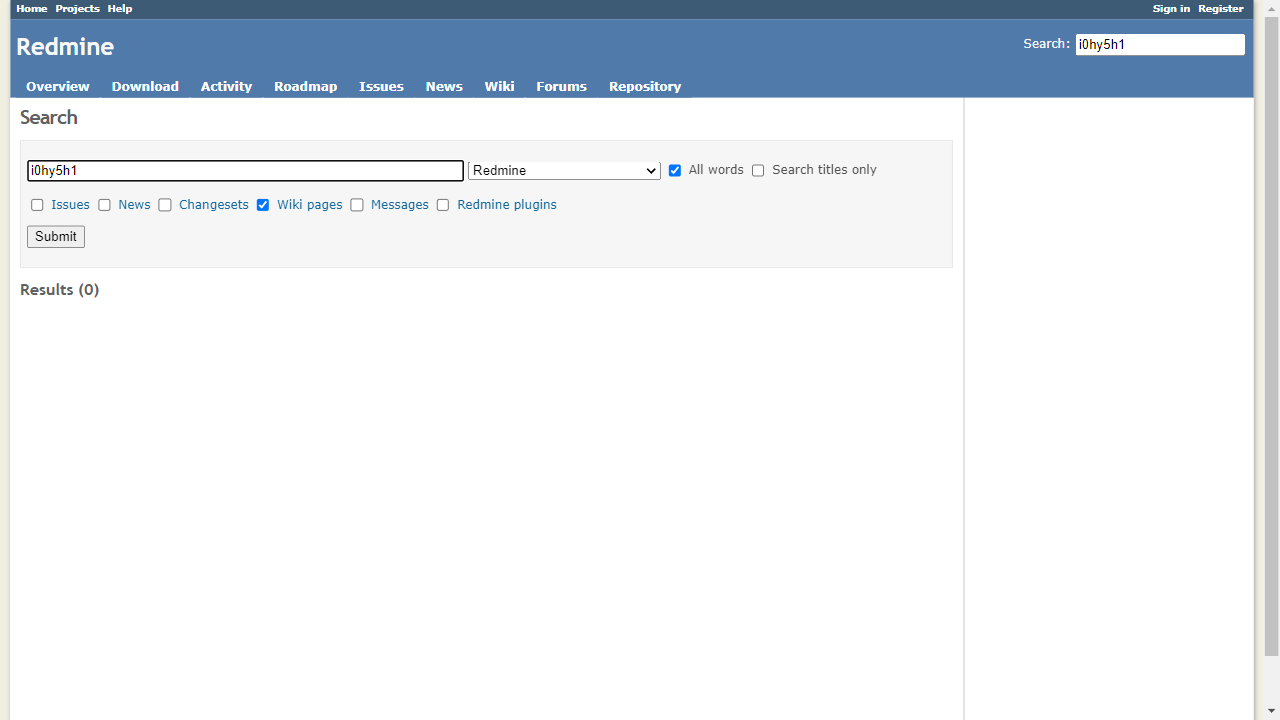 Home Projects Help Sign in Register
Redmine Search: i0hy5h1
Overview Download Activity Roadmap Issues News Wiki Forums Repository
Search
i0hy5h1 Redmine All words Search titles only
Issues News Changesets Wiki pages Messages Redmine plugins
Submit
Results (0)